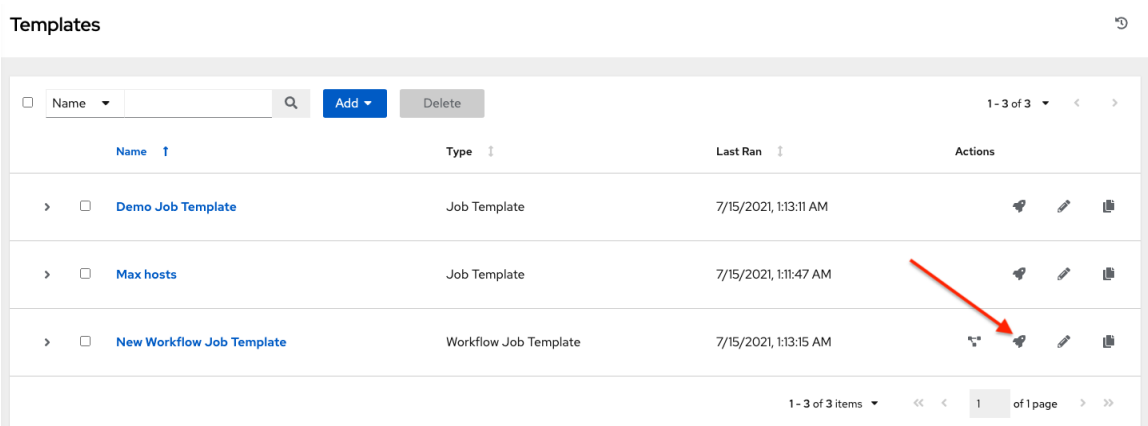 Templates
Name Add Delete 1 - 3 of 3
Name Type Last Ran Actions
Demo Job Template Job Template 7/15/2021, 1:13:11 AM
Max hosts Job Template 7/15/2021, 1:11:47 AM
New Workflow Job Template Workflow Job Template 7/15/2021, 1:13:15 AM
1 - 3 of 3 items 1 of 1 page